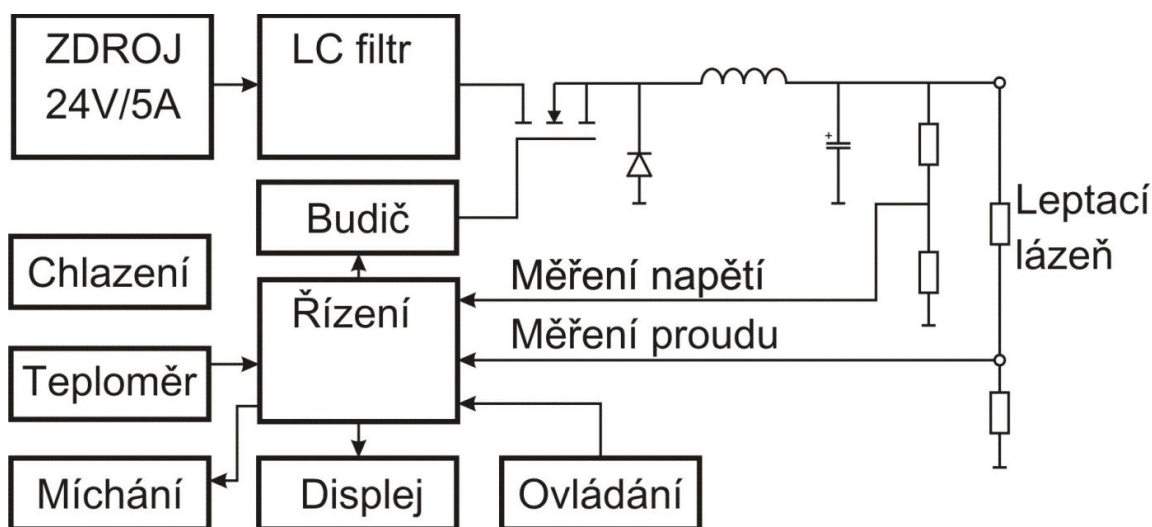 ZDROJ
24V/5A
LC filtr
Budič
Chlazení
Řízení
Teploměr
Míchání
Displej
Ovládání
Měření napětí
Měření proudu
+
Leptací
lázeň